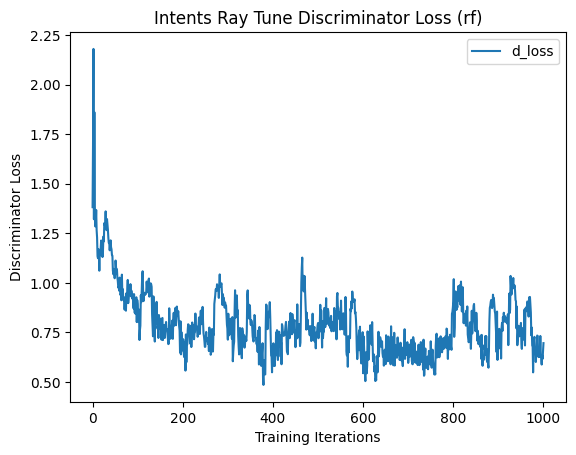 Intents Ray Tune Discriminator Loss (rf)
d_loss
Discriminator Loss
2.25
2.00
1.75
1.50
1.25
1.00
0.75
0.50
0 200 400 600 800 1000
Training Iterations